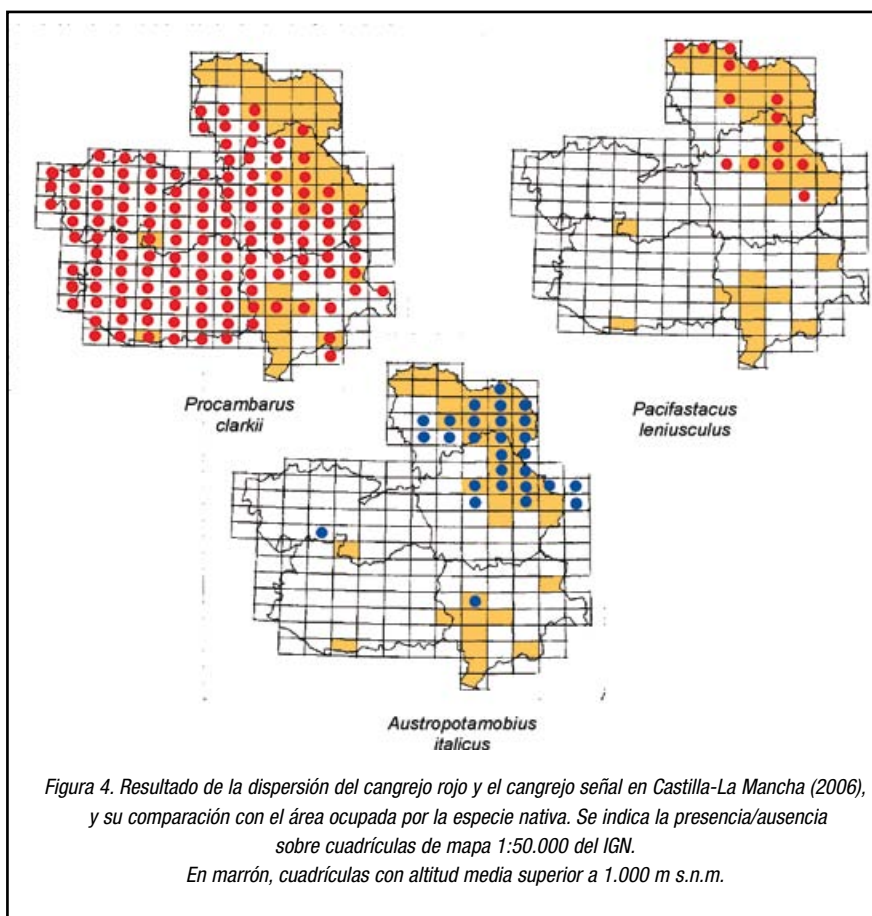 Procambarus
clarkii
Pacifastacus
leniusculus
Austropotamobius
italicus
Figura 4. Resultado de la dispersión del cangrejo rojo y el cangrejo señal en Castilla-La Mancha (2006),
y su comparación con el área ocupada por la especie nativa. Se indica la presencia/ausencia
sobre cuadrículas de mapa 1:50.000 del IGN.
En marrón, cuadrículas con altitud media superior a 1.000 m s.n.m.